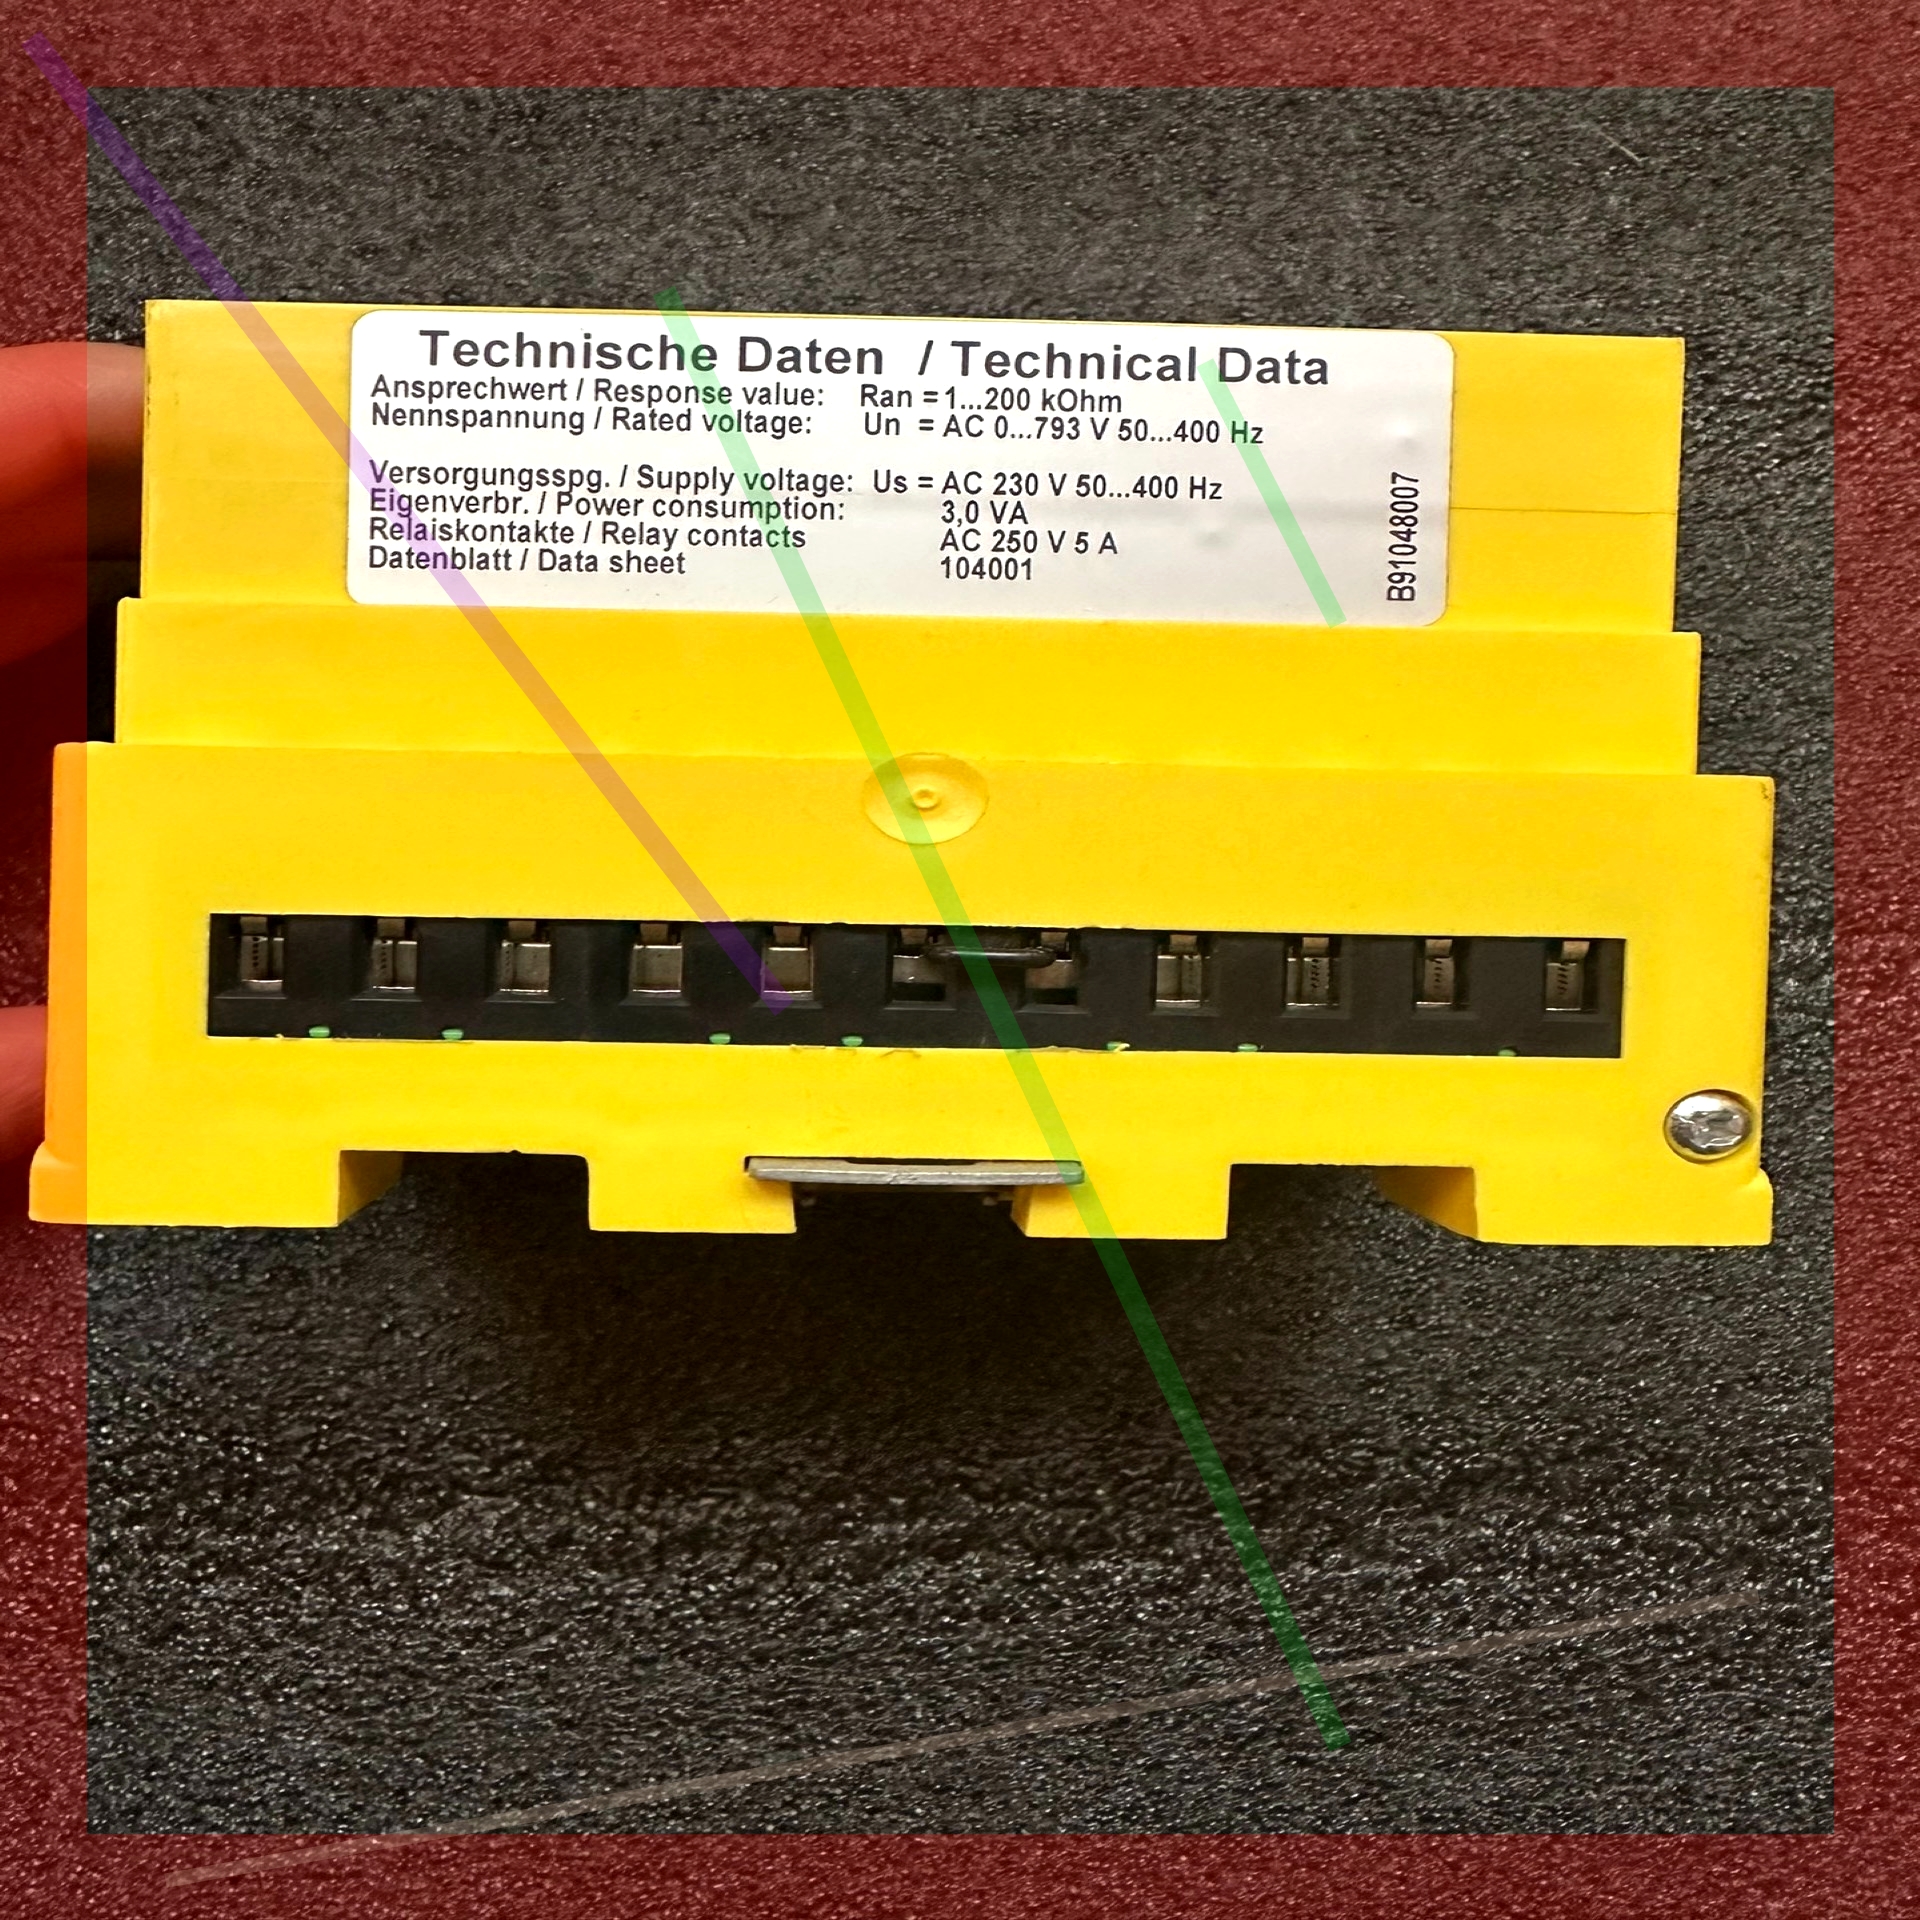 Technische Daten / Technical Data
Ansprechwert / Response value: Ran = 1...200 kOhm
Nennspannung / Rated voltage: Un = AC 0...793 V 50...400 Hz
Versorgungsspg. / Supply voltage: Us = AC 230 V 50...400 Hz
Eigenverbr. / Power consumption: 3,0 VA
Relaiskontakte / Relay contacts AC 250 V 5 A
Datenblatt / Data sheet 104001
B91048007